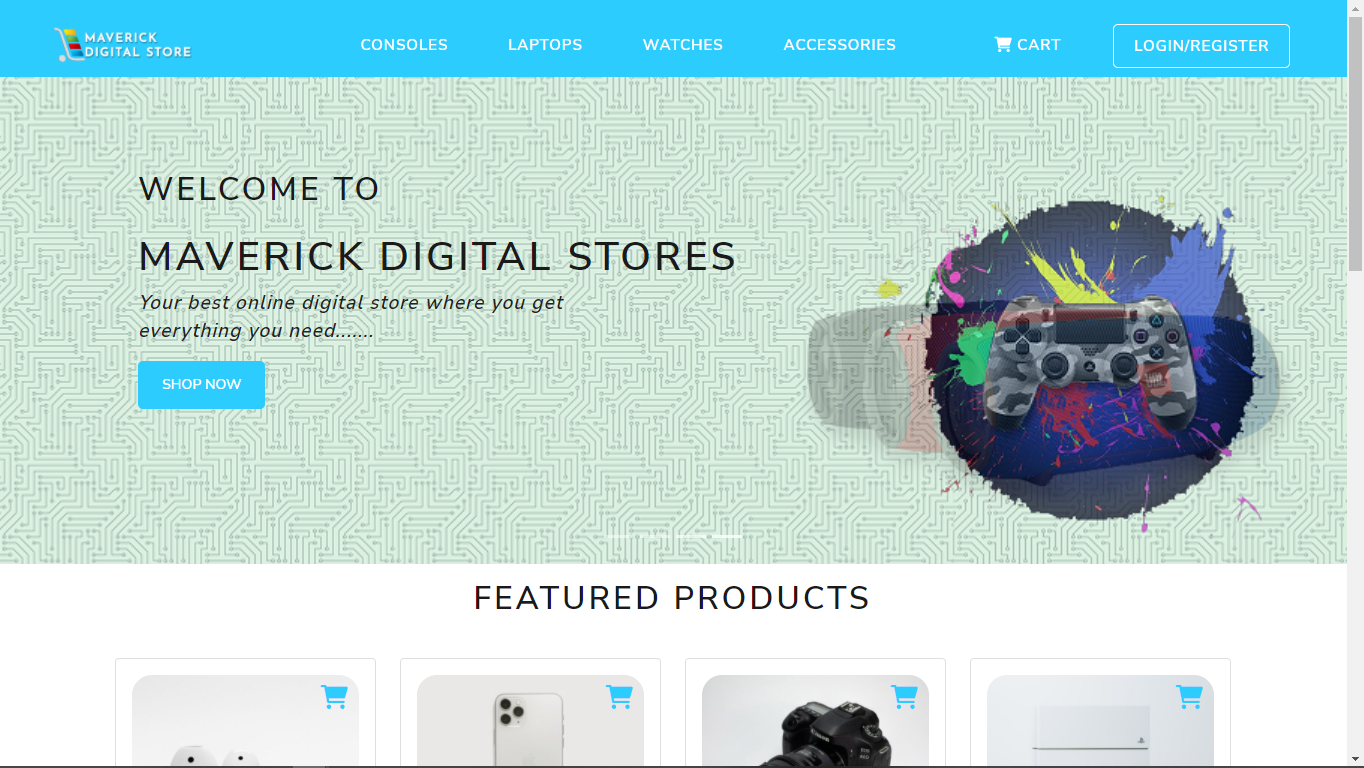 MAVERICK
DIGITAL STORE
CONSOLES
LAPTOPS
WATCHES
ACCESSORIES
CART
LOGIN/REGISTER
WELCOME TO
MAVERICK DIGITAL STORES
Your best online digital store where you get
everything you need.......
SHOP NOW
FEATURED PRODUCTS